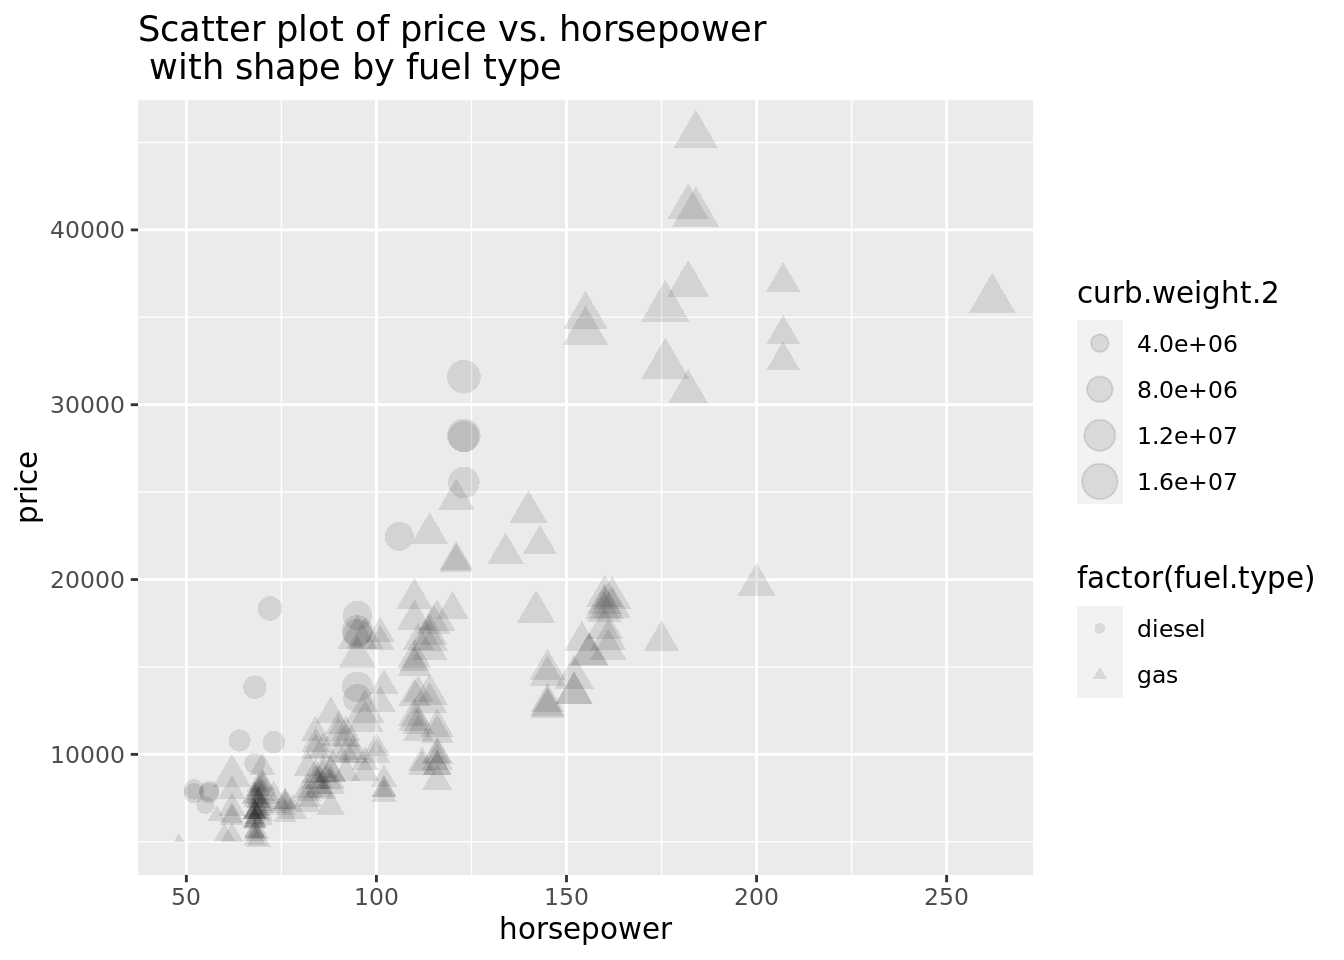 Scatter plot of price vs. horsepower
with shape by fuel type
price
40000
30000
20000
10000
50
100
150
200
250
horsepower
curb.weight.2
4.0e+06
8.0e+06
1.2e+07
1.6e+07
factor(fuel.type)
diesel
gas